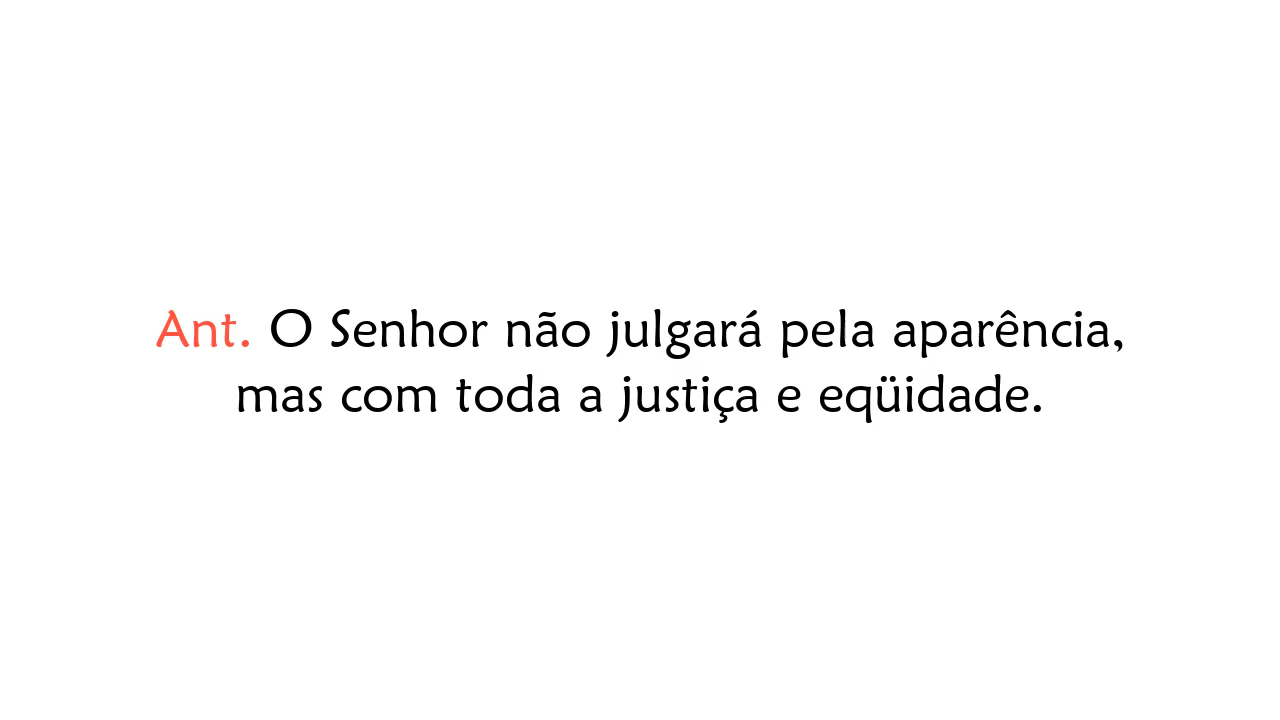 Ant. O Senhor não julgará pela aparência,
mas com toda a justiça e eqüidade.